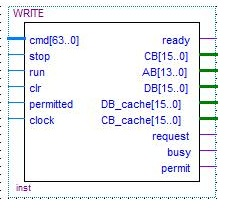 WRITE
cmd[63..0] ready
stop CB[15..0]
run AB[13..0]
clr DB[15..0]
permitted DB_cache[15..0]
clock CB_cache[15..0]
request
busy
permit
inst